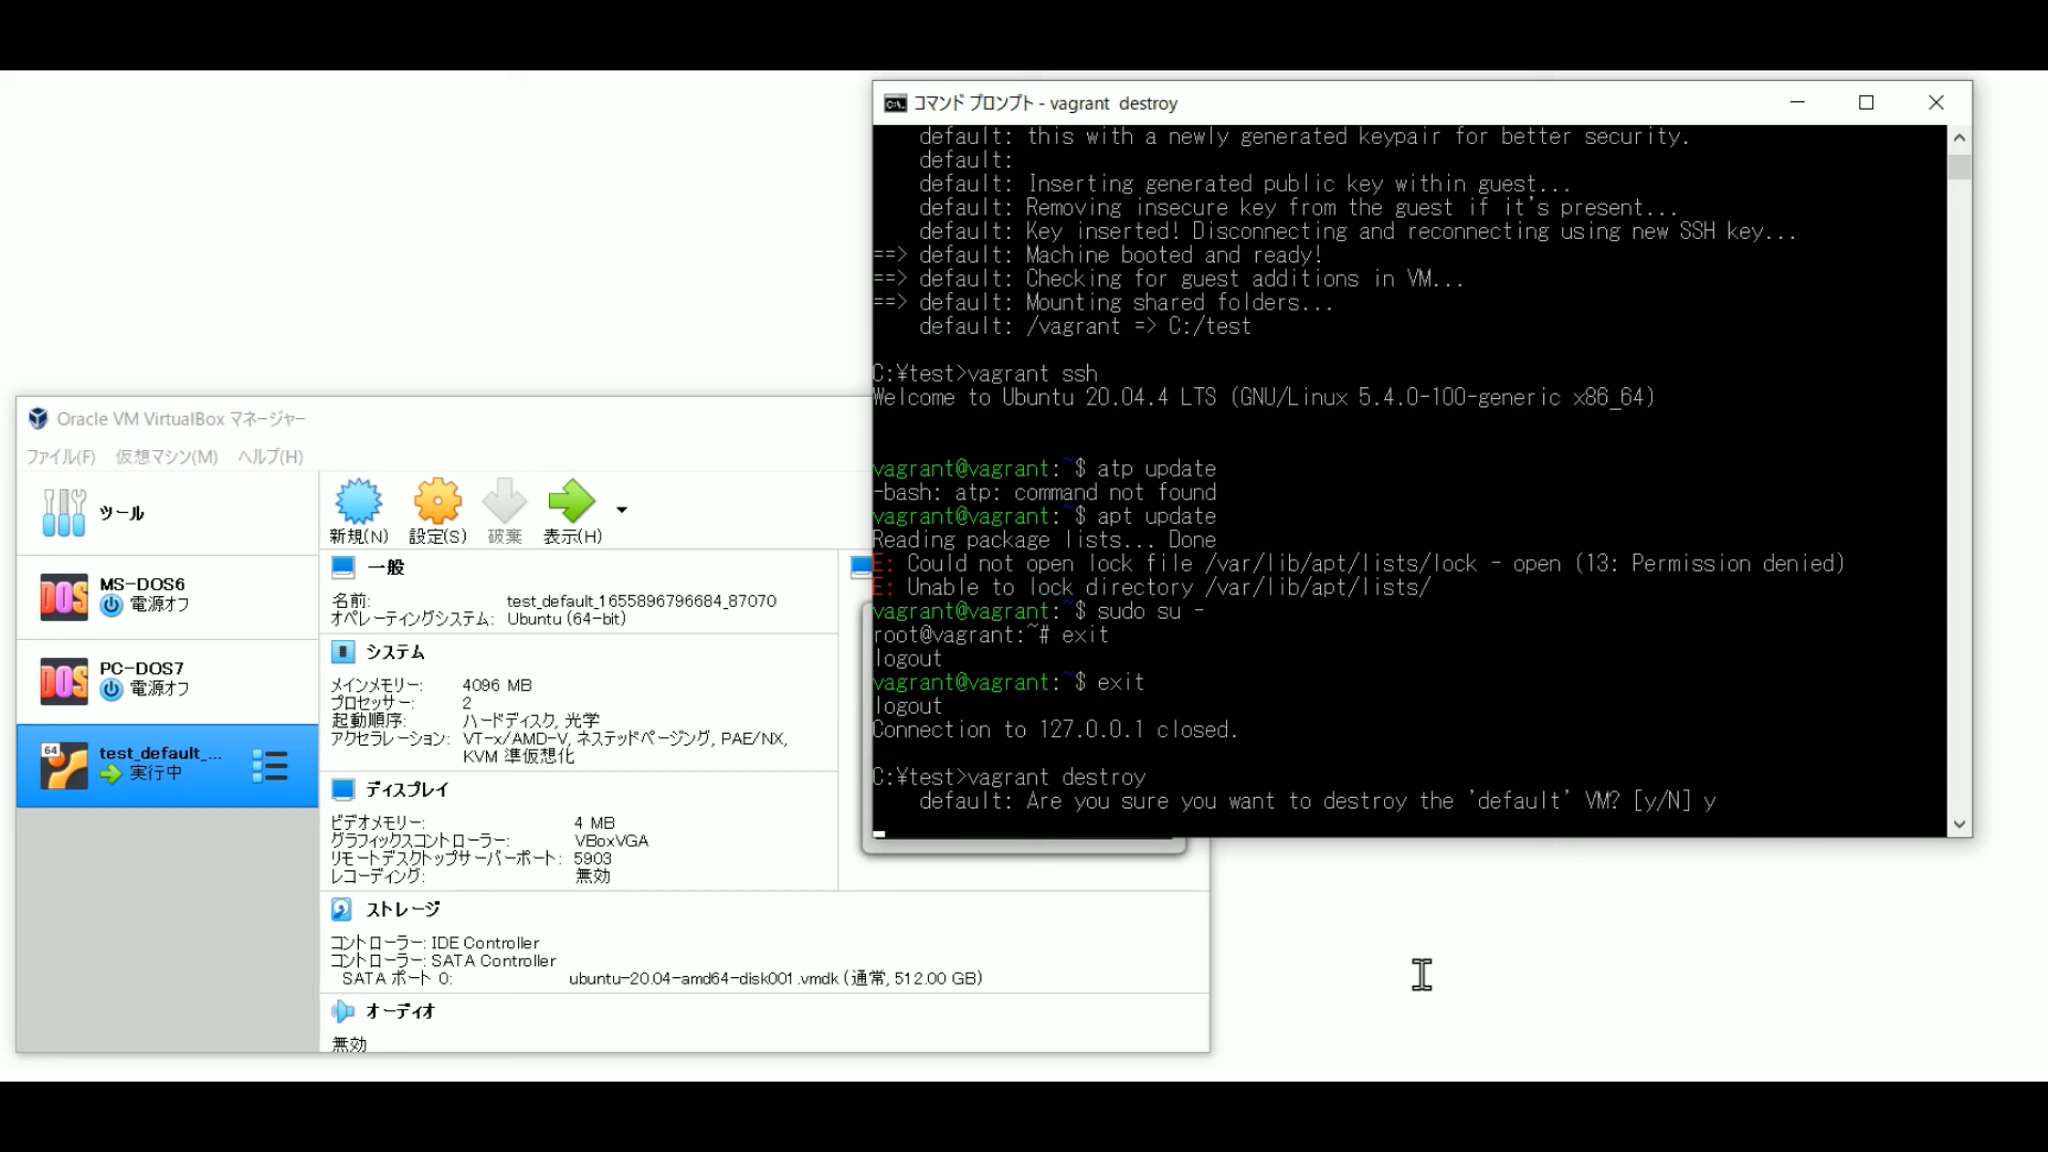 コマンド プロンプト - vagrant  destroy
default: this with a newly generated keypair for better security.
default:
default: Inserting generated public key within guest...
default: Removing insecure key from the guest if it's present...
default: Key inserted! Disconnecting and reconnecting using new SSH key...
==> default: Machine booted and ready!
==> default: Checking for guest additions in VM...
==> default: Mounting shared folders...
default: /vagrant => C:/test
C:¥test>vagrant ssh
Welcome to Ubuntu 20.04.4 LTS (GNU/Linux 5.4.0-100-generic x86_64)
vagrant@vagrant:~$ atp update
-bash: atp: command not found
vagrant@vagrant:~$ apt update
Reading package lists... Done
E: Could not open lock file /var/lib/apt/lists/lock - open (13: Permission denied)
E: Unable to lock directory /var/lib/apt/lists/
vagrant@vagrant:~$ sudo su -
root@vagrant:~# exit
logout
vagrant@vagrant:~$ exit
logout
Connection to 127.0.0.1 closed.
C:¥test>vagrant destroy
default: Are you sure you want to destroy the 'default' VM? [y/N] y
Oracle VM VirtualBox マネージャー
ファイル(F) 仮想マシン(M) ヘルプ(H)
ツール
MS-DOS6
電源オフ
PC-DOS7
電源オフ
64
test_default_...
実行中
新規(N) 設定(S) 破棄 表示(H)
一般
名前: test_default_1655896796684_87070
オペレーティングシステム: Ubuntu (64-bit)
システム
メインメモリー: 4096 MB
プロセッサー: 2
起動順序: ハードディスク, 光学
アクセラレーション: VT-x/AMD-V, ネステッドページング, PAE/NX,
KVM 準仮想化
ディスプレイ
ビデオメモリー: 4 MB
グラフィックスコントローラー: VBoxVGA
リモートデスクトップサーバーポート: 5903
レコーディング: 無効
ストレージ
コントローラー: IDE Controller
コントローラー: SATA Controller
SATA ポート 0: ubuntu-20.04-amd64-disk001.vmdk (通常, 512.00 GB)
オーディオ
無効